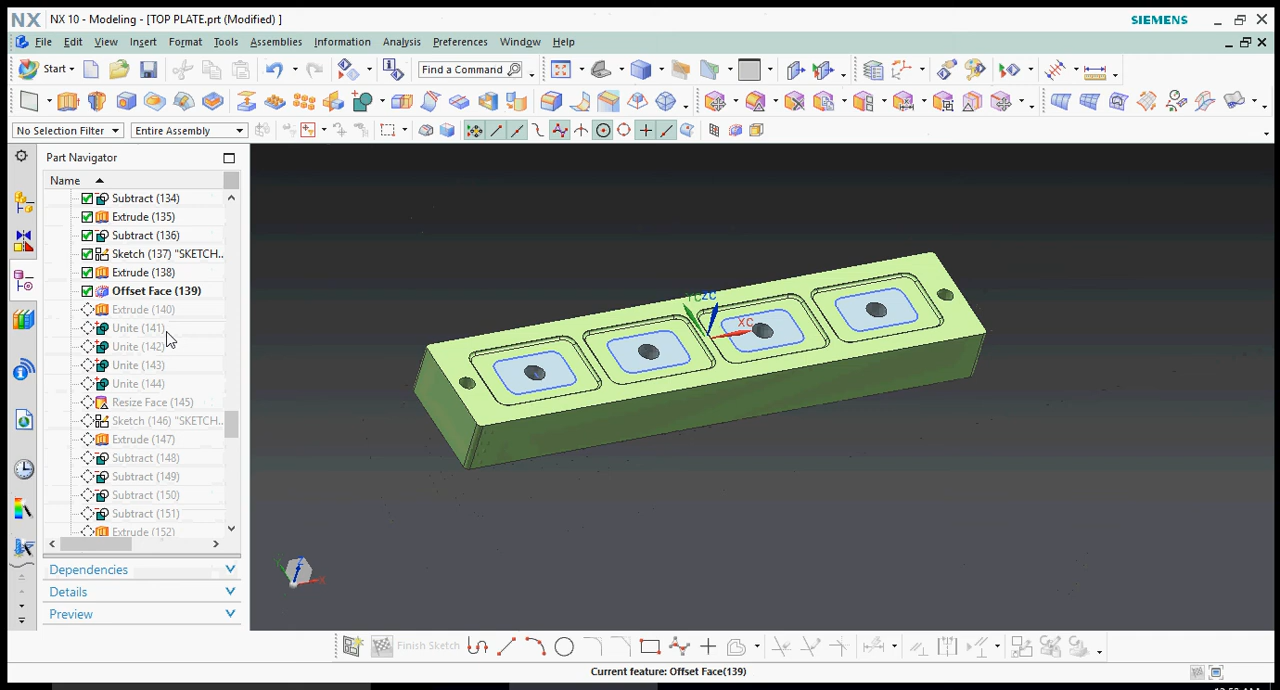 NX NX 10 - Modeling - [TOP PLATE.prt (Modified) ] SIEMENS
File Edit View Insert Format Tools Assemblies Information Analysis Preferences Window Help
Start Find a Command
No Selection Filter Entire Assembly
Part Navigator
Name
Subtract (134)
Extrude (135)
Subtract (136)
Sketch (137) "SKETCH...
Extrude (138)
Offset Face (139)
Extrude (140)
Unite (141)
Unite (142)
Unite (143)
Unite (144)
Resize Face (145)
Sketch (146) "SKETCH...
Extrude (147)
Subtract (148)
Subtract (149)
Subtract (150)
Subtract (151)
Extrude (152)
YC ZC
XC
Dependencies
Details
Preview
Finish Sketch
Current feature: Offset Face(139)